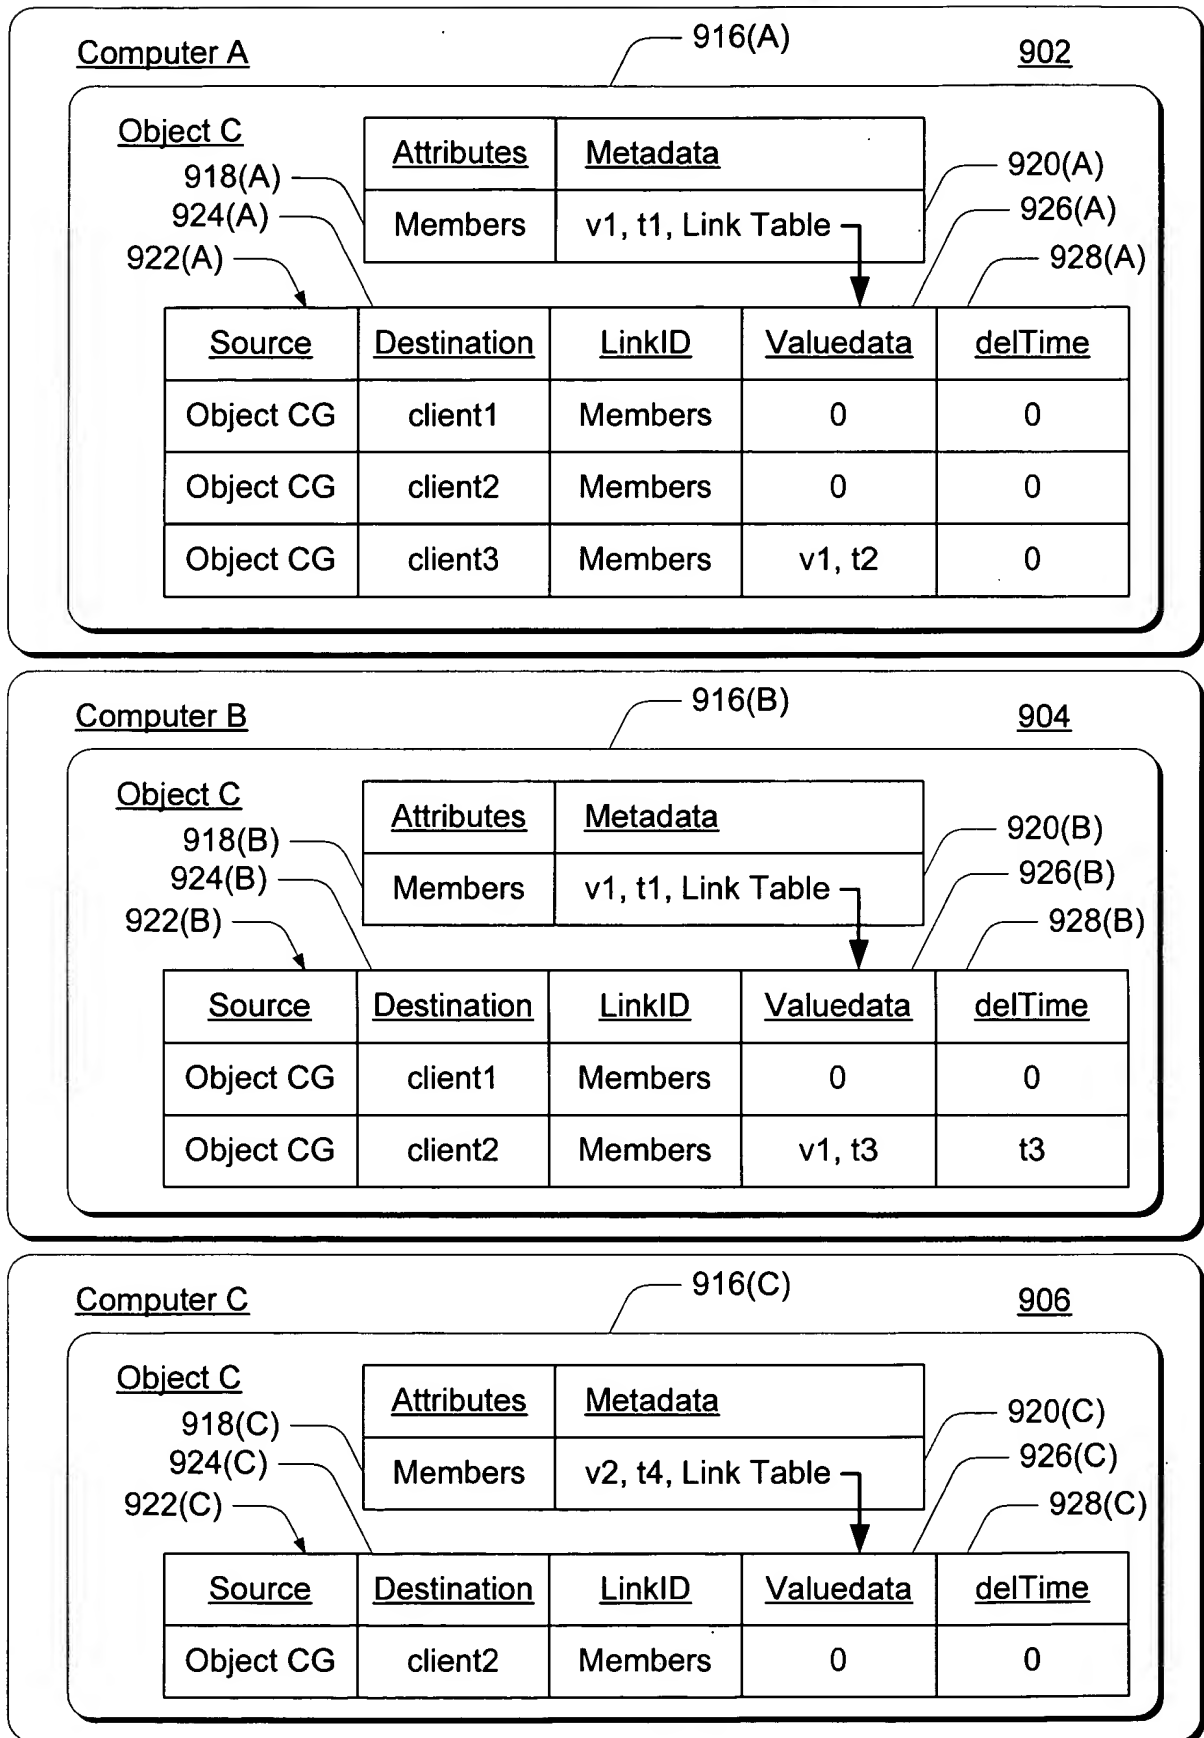 916(A)
Computer A 902
Object C
Attributes Metadata
918(A) 920(A)
924(A) Members v1, t1, Link Table 926(A)
922(A) 928(A)
Source Destination LinkID Valuedata delTime
Object CG client1 Members 0 0
Object CG client2 Members 0 0
Object CG client3 Members v1, t2 0
916(B)
Computer B 904
Object C
Attributes Metadata
918(B) 920(B)
924(B) Members v1, t1, Link Table 926(B)
922(B) 928(B)
Source Destination LinkID Valuedata delTime
Object CG client1 Members 0 0
Object CG client2 Members v1, t3 t3
916(C)
Computer C 906
Object C
Attributes Metadata
918(C) 920(C)
924(C) Members v2, t4, Link Table 926(C)
922(C) 928(C)
Source Destination LinkID Valuedata delTime
Object CG client2 Members 0 0